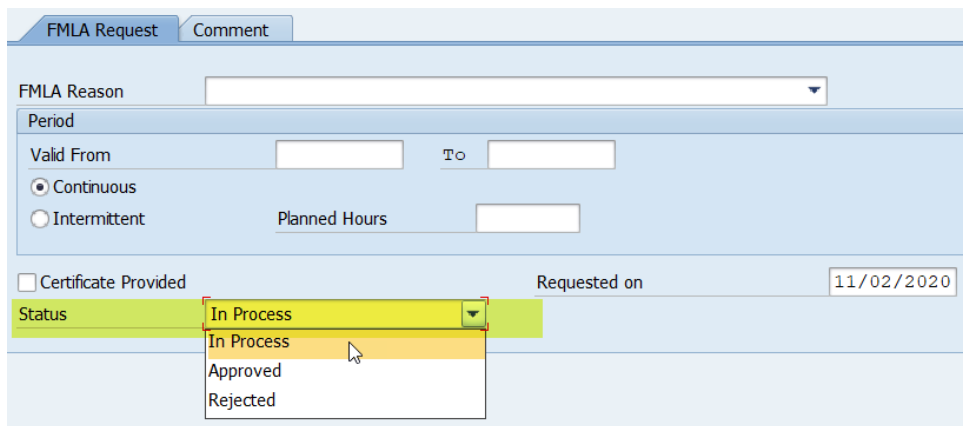 FMLA Request Comment
FMLA Reason
Period
Valid From To
Continuous
Intermittent Planned Hours
Certificate Provided Requested on 11/02/2020
Status In Process
In Process
Approved
Rejected